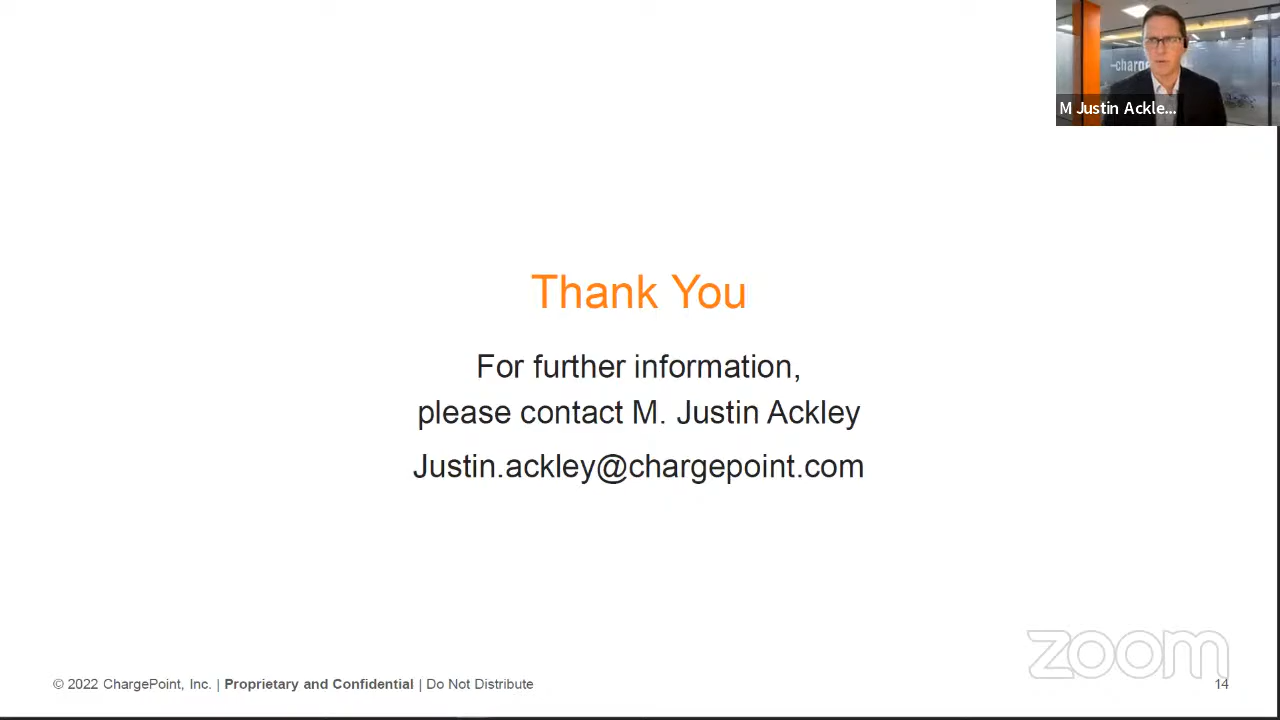 -charge
M Justin Ackle...
Thank You
For further information,
please contact M. Justin Ackley
Justin.ackley@chargepoint.com
zoom
© 2022 ChargePoint, Inc. | Proprietary and Confidential | Do Not Distribute
14